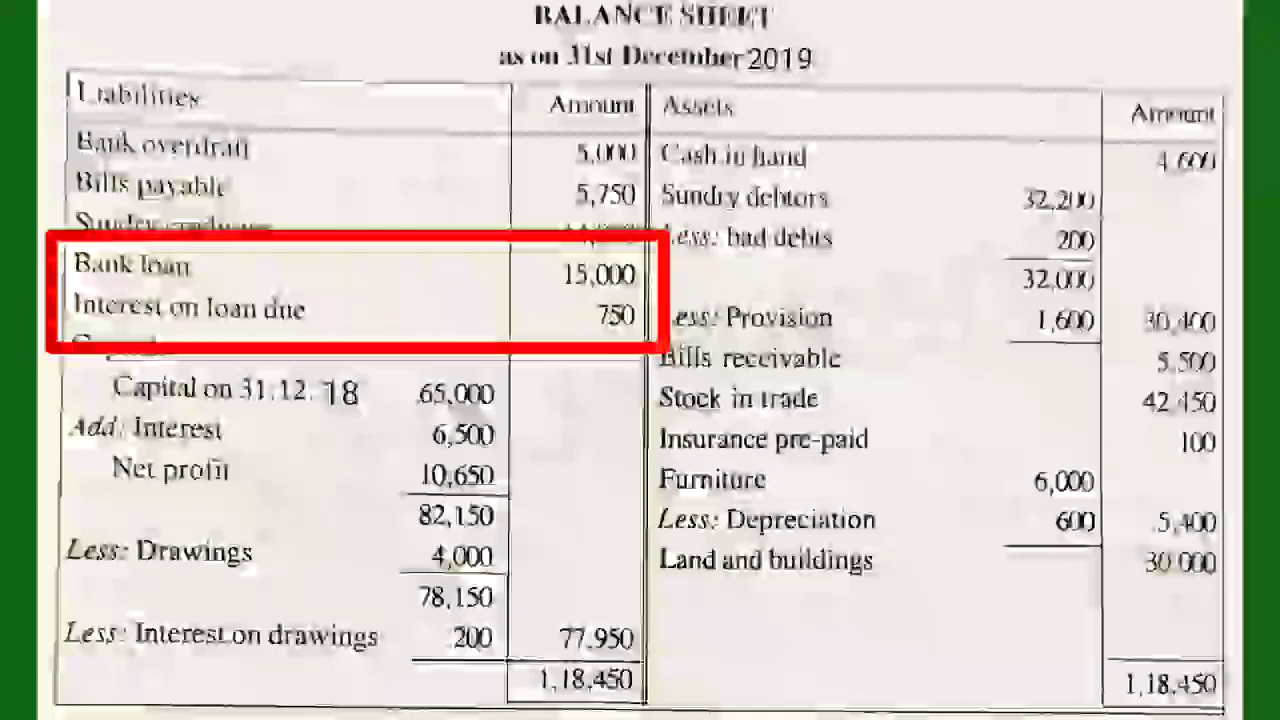 BALANCE SHEET
as on 31st December 2019
Liabilities Amount Assets Amount
Bank overdraft 5,000 Cash in hand 4,600
Bills payable 5,750 Sundry debtors 32,200
Sundry Less: bad debts 200
Bank loan 15,000 32,000
Interest on loan due 750 Less: Provision 1,600 30,400
Bills receivable 5,500
Capital on 31.12.18 65,000 Stock in trade 42,450
Add: Interest 6,500 Insurance pre-paid 100
Net profit 10,650 Furniture 6,000
82,150 Less: Depreciation 600 5,400
Less: Drawings 4,000 Land and buildings 30,000
78,150
Less: Interest on drawings 200 77,950
1,18,450 1,18,450